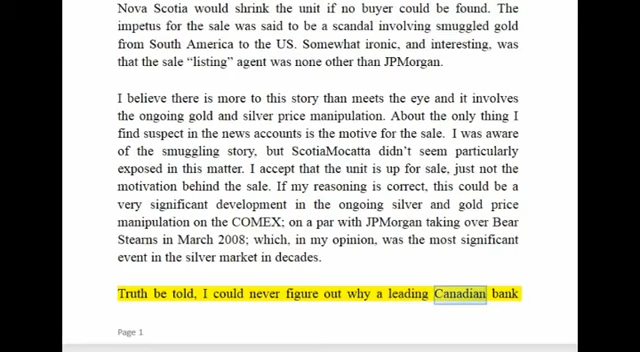 Nova Scotia would shrink the unit if no buyer could be found. The
impetus for the sale was said to be a scandal involving smuggled gold
from South America to the US. Somewhat ironic, and interesting, was
that the sale “listing” agent was none other than JPMorgan.
I believe there is more to this story than meets the eye and it involves
the ongoing gold and silver price manipulation. About the only thing I
find suspect in the news accounts is the motive for the sale. I was aware
of the smuggling story, but ScotiaMocatta didn’t seem particularly
exposed in this matter. I accept that the unit is up for sale, just not the
motivation behind the sale. If my reasoning is correct, this could be a
very significant development in the ongoing silver and gold price
manipulation on the COMEX; on a par with JPMorgan taking over Bear
Stearns in March 2008; which, in my opinion, was the most significant
event in the silver market in decades.
Truth be told, I could never figure out why a leading Canadian bank
Page 1